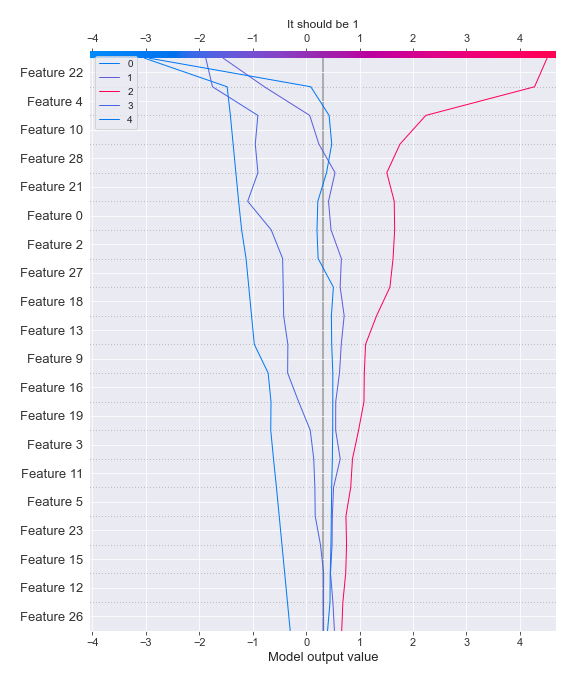 It should be 1
−4 −3 −2 −1 0 1 2 3 4
0
1
2
3
4
Feature 22
Feature 4
Feature 10
Feature 28
Feature 21
Feature 0
Feature 2
Feature 27
Feature 18
Feature 13
Feature 9
Feature 16
Feature 19
Feature 3
Feature 11
Feature 5
Feature 23
Feature 15
Feature 12
Feature 26
−4 −3 −2 −1 0 1 2 3 4
Model output value